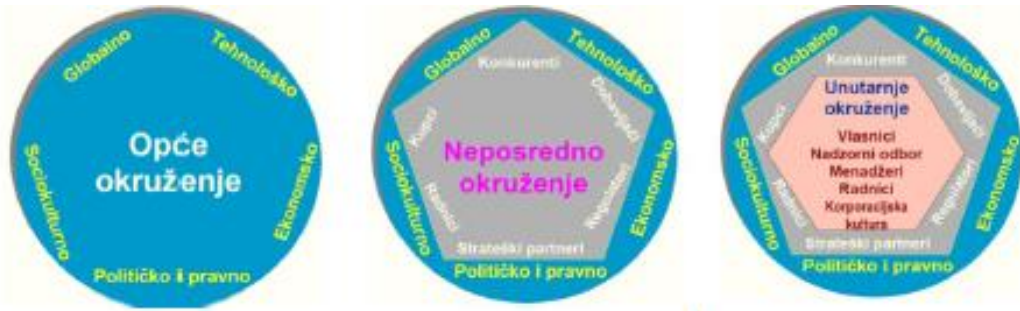 Globalno
Tehnološko
Opće
okruženje
Sociokulturno
Ekonomsko
Političko i pravno
Globalno
Tehnološko
Konkurenti
Dobavljači
Kupci
Neposredno
okruženje
Sociokulturno
Radnici
Regulatori
Ekonomsko
Strateški partneri
Političko i pravno
Globalno
Tehnološko
Konkurenti
Unutarnje
okruženje
Kupci
Dobavljači
Vlasnici
Nadzorni odbor
Menadžeri
Radnici
Korporacijska
kultura
Sociokulturno
Radnici
Regulatori
Ekonomsko
Strateški partneri
Političko i pravno